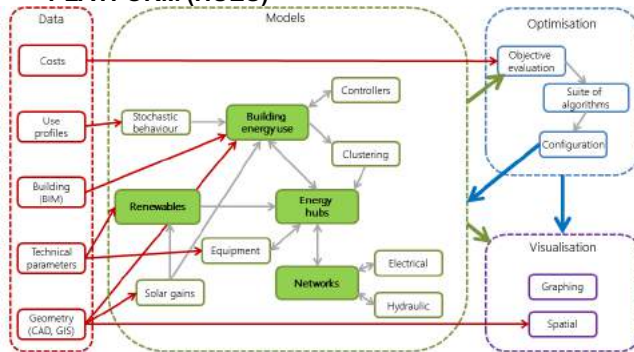 Data
Models
Optimisation
Costs
Objective
evaluation
Controllers
Suite of
algorithms
Use
profiles
Stochastic
behaviour
Building
energy use
Clustering
Configuration
Building
(BIM)
Renewables
Energy
hubs
Technical
parameters
Equipment
Visualisation
Electrical
Networks
Graphing
Solar gains
Hydraulic
Geometry
(CAD, GIS)
Spatial